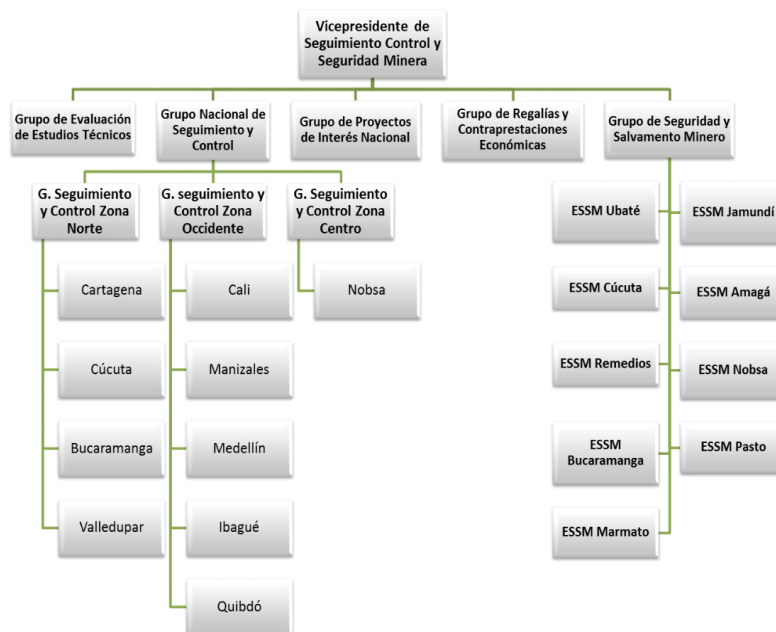 Vicepresidente de
Seguimiento Control y
Seguridad Minera
Grupo de Evaluación
de Estudios Técnicos
Grupo Nacional de
Seguimiento y
Control
Grupo de Proyectos
de Interés Nacional
Grupo de Regalías y
Contraprestaciones
Económicas
Grupo de Seguridad y
Salvamento Minero
G. Seguimiento
y Control Zona
Norte
G. seguimiento y
Control Zona
Occidente
G. Seguimiento
y Control Zona
Centro
Cartagena
Cúcuta
Bucaramanga
Valledupar
Cali
Manizales
Medellín
Ibagué
Quibdó
Nobsa
ESSM Ubaté
ESSM Jamundí
ESSM Cúcuta
ESSM Amagá
ESSM Remedios
ESSM Nobsa
ESSM
Bucaramanga
ESSM Pasto
ESSM Marmato